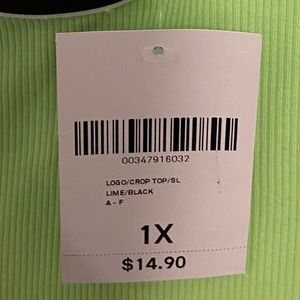 00347916032
LOGO/CROP TOP/SL
LIME/BLACK
A - F
1X
$14.90